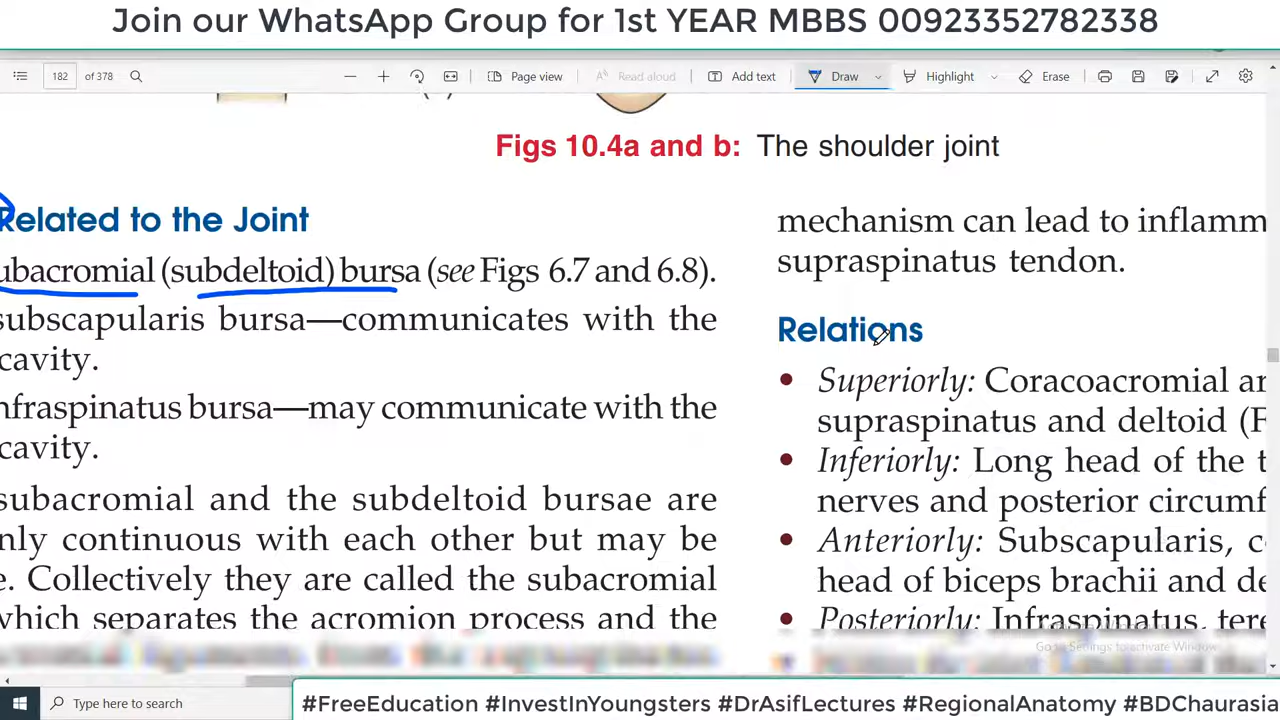 Join our WhatsApp Group for 1st YEAR MBBS 00923352782338
182 of 378
Page view
Read aloud
Add text
Draw
Highlight
Erase
Figs 10.4a and b: The shoulder joint
Related to the Joint
ubacromial (subdeltoid) bursa (see Figs 6.7 and 6.8).
subscapularis bursa—communicates with the
cavity.
nfraspinatus bursa—may communicate with the
cavity.
subacromial and the subdeltoid bursae are
nly continuous with each other but may be
e. Collectively they are called the subacromial
which separates the acromion process and the
mechanism can lead to inflamm
supraspinatus tendon.
Relations
• Superiorly: Coracoacromial ar
supraspinatus and deltoid (F
• Inferiorly: Long head of the t
nerves and posterior circumf
• Anteriorly: Subscapularis, c
head of biceps brachii and de
• Posteriorly: Infraspinatus, tere
Go to Settings to activate Windows.
Type here to search
#FreeEducation #InvestInYoungsters #DrAsifLectures #RegionalAnatomy #BDChaurasia